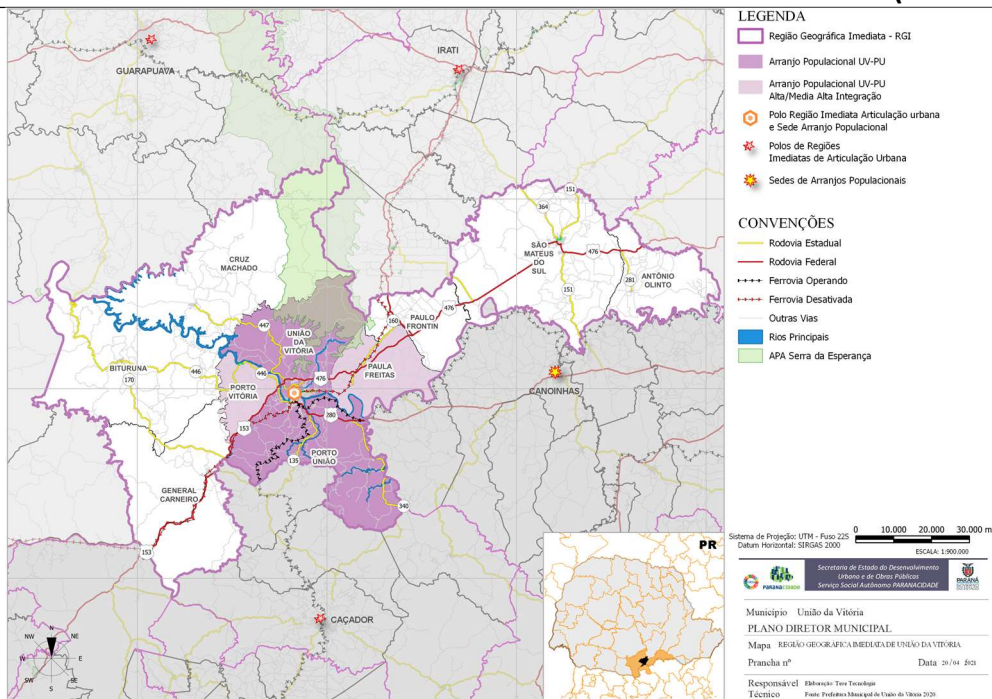 LEGENDA
Região Geográfica Imediata - RGI
Arranjo Populacional UV-PU
Arranjo Populacional UV-PU
Alta/Media Alta Integração
Polo Região Imediata Articulação urbana
e Sede Arranjo Populacional
Polos de Regiões
Imediatas de Articulação Urbana
Sedes de Arranjos Populacionais
CONVENÇÕES
Rodovia Estadual
Rodovia Federal
Ferrovia Operando
Ferrovia Desativada
Outras Vias
Rios Principais
APA Serra da Esperança
GUARAPUAVA
IRATI
151
364
SÃO
MATEUS
DO
SUL
476
ANTÔNIO
OLINTO
281
151
CRUZ
MACHADO
476
160
PAULO
FRONTIN
447
UNIÃO
DA
VITÓRIA
BITURUNA
170
446
446
476
PAULA
FREITAS
PORTO
VITÓRIA
CANOINHAS
153
280
135
PORTO
UNIÃO
GENERAL
CARNEIRO
340
153
CAÇADOR
N
NE
E
SE
S
SW
W
NW
PR
0 10.000 20.000 30.000 m
Sistema de Projeção: UTM - Fuso 22S
Datum Horizontal: SIRGAS 2000
ESCALA: 1:900.000
PARANACIDADE
Secretaria de Estado do Desenvolvimento
Urbano e de Obras Públicas
Serviço Social Autônomo PARANACIDADE
PARANÁ
Município União da Vitória
PLANO DIRETOR MUNICIPAL
Mapa REGIÃO GEOGRÁFICA IMEDIATA DE UNIÃO DA VITÓRIA
Prancha nº Data 20/04 2021
Responsável Elaboração: Tese Tecnologia
Técnico Fonte: Prefeitura Municipal de União da Vitória 2020